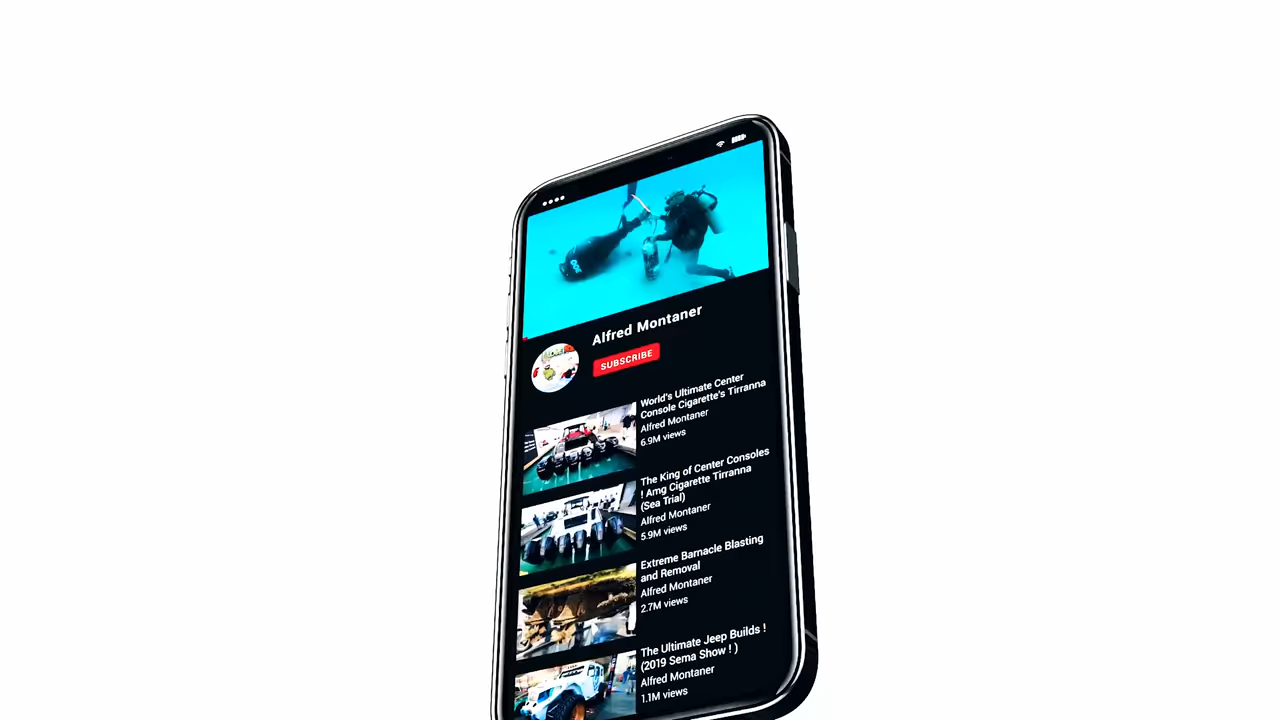 Alfred Montaner
SUBSCRIBE
World's Ultimate Center
Console Cigarette's Tirranna
Alfred Montaner
6.9M views
The King of Center Consoles
! Amg Cigarette Tirranna
(Sea Trial)
Alfred Montaner
5.9M views
Extreme Barnacle Blasting
and Removal
Alfred Montaner
2.7M views
The Ultimate Jeep Builds !
(2019 Sema Show ! )
Alfred Montaner
1.1M views